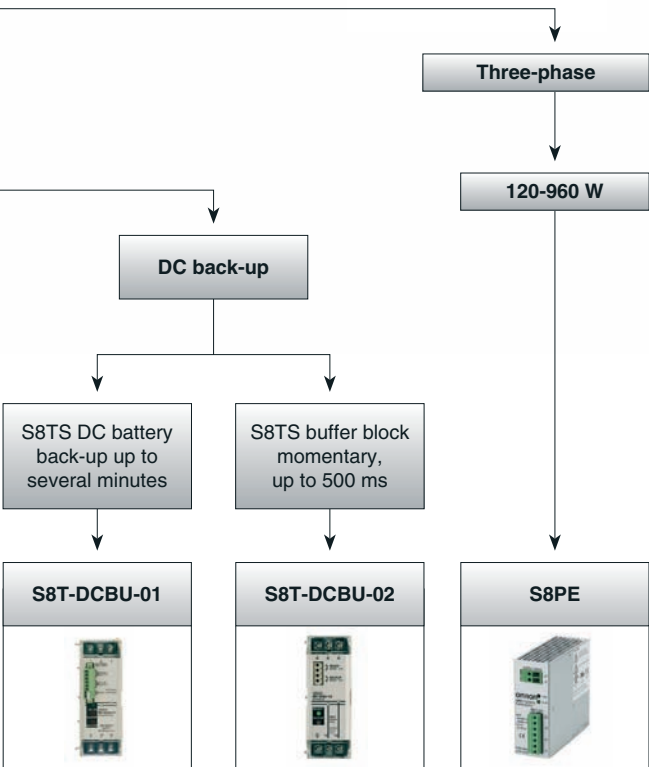 Three-phase
120-960 W
DC back-up
S8TS DC battery
back-up up to
several minutes
S8TS buffer block
momentary,
up to 500 ms
S8T-DCBU-01
S8T-DCBU-02
S8PE
omron